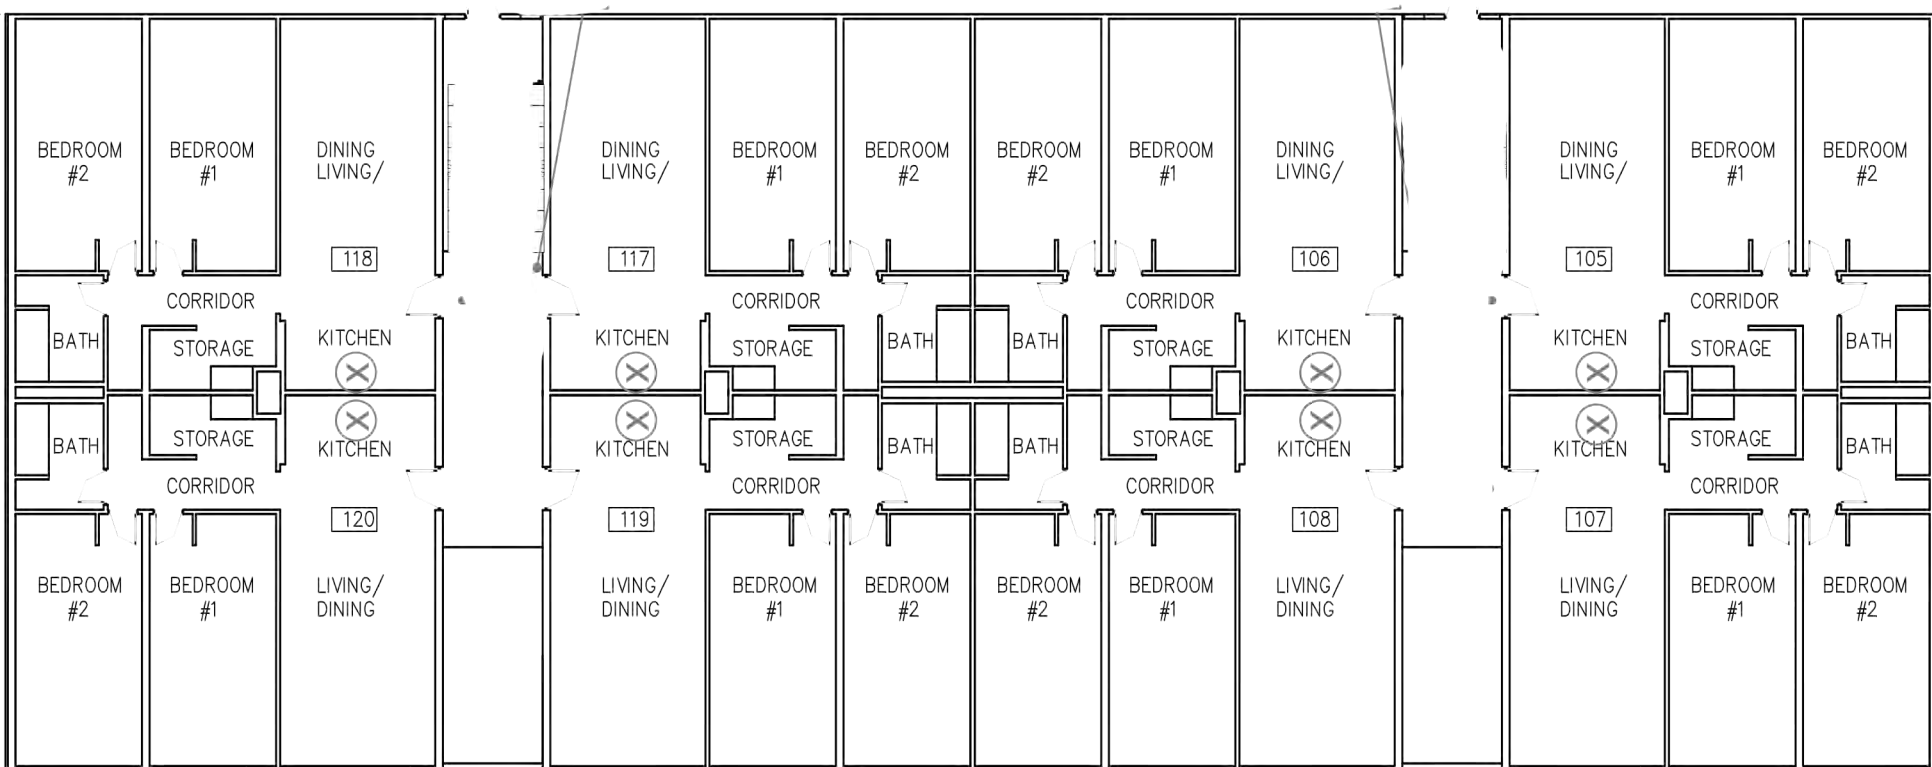 BEDROOM
#2
BEDROOM
#1
DINING
LIVING/
DINING
LIVING/
BEDROOM
#1
BEDROOM
#2
BEDROOM
#2
BEDROOM
#1
DINING
LIVING/
DINING
LIVING/
BEDROOM
#1
BEDROOM
#2
118
117
106
105
CORRIDOR
CORRIDOR
CORRIDOR
CORRIDOR
BATH
STORAGE
KITCHEN
KITCHEN
STORAGE
BATH
BATH
STORAGE
KITCHEN
KITCHEN
STORAGE
BATH
X
X
X
X
X
X
X
X
BATH
STORAGE
KITCHEN
KITCHEN
STORAGE
BATH
BATH
STORAGE
KITCHEN
KITCHEN
STORAGE
BATH
CORRIDOR
CORRIDOR
CORRIDOR
CORRIDOR
120
119
108
107
BEDROOM
#2
BEDROOM
#1
LIVING/
DINING
LIVING/
DINING
BEDROOM
#1
BEDROOM
#2
BEDROOM
#2
BEDROOM
#1
LIVING/
DINING
LIVING/
DINING
BEDROOM
#1
BEDROOM
#2